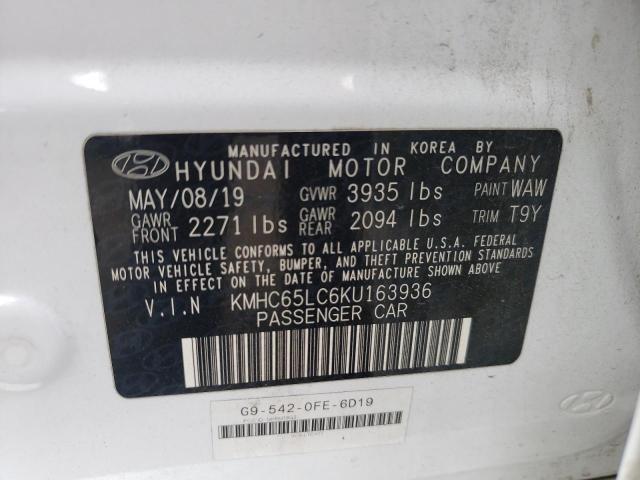 MANUFACTURED IN KOREA BY
HYUNDAI MOTOR COMPANY
MAY/08/19 GVWR 3935 lbs PAINT WAW
GAWR FRONT 2271 lbs GAWR REAR 2094 lbs TRIM T9Y
THIS VEHICLE CONFORMS TO ALL APPLICABLE U.S.A. FEDERAL
MOTOR VEHICLE SAFETY, BUMPER, AND THEFT PREVENTION STANDARDS
IN EFFECT ON THE DATE OF MANUFACTURE SHOWN ABOVE.
V.I.N KMHC65LC6KU163936
PASSENGER CAR
G9-542-0FE-6D19